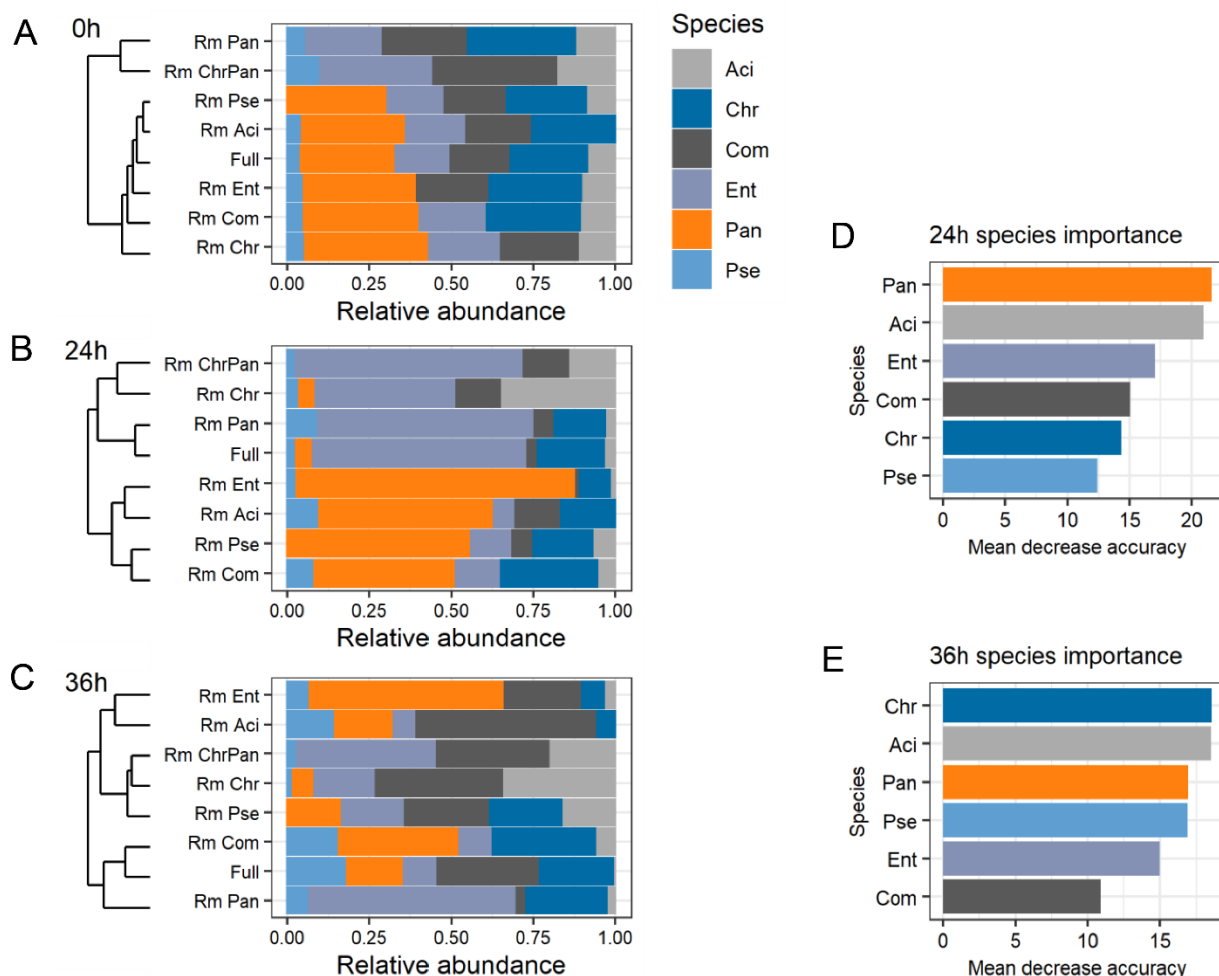 A
0h
Rm Pan
Rm ChrPan
Rm Pse
Rm Aci
Full
Rm Ent
Rm Com
Rm Chr
0.00 0.25 0.50 0.75 1.00
Relative abundance
Species
Aci
Chr
Com
Ent
Pan
Pse
B
24h
Rm ChrPan
Rm Chr
Rm Pan
Full
Rm Ent
Rm Aci
Rm Pse
Rm Com
0.00 0.25 0.50 0.75 1.00
Relative abundance
C
36h
Rm Ent
Rm Aci
Rm ChrPan
Rm Chr
Rm Pse
Rm Com
Full
Rm Pan
0.00 0.25 0.50 0.75 1.00
Relative abundance
D
24h species importance
Species
Pan
Aci
Ent
Com
Chr
Pse
0 5 10 15 20
Mean decrease accuracy
E
36h species importance
Species
Chr
Aci
Pan
Pse
Ent
Com
0 5 10 15
Mean decrease accuracy